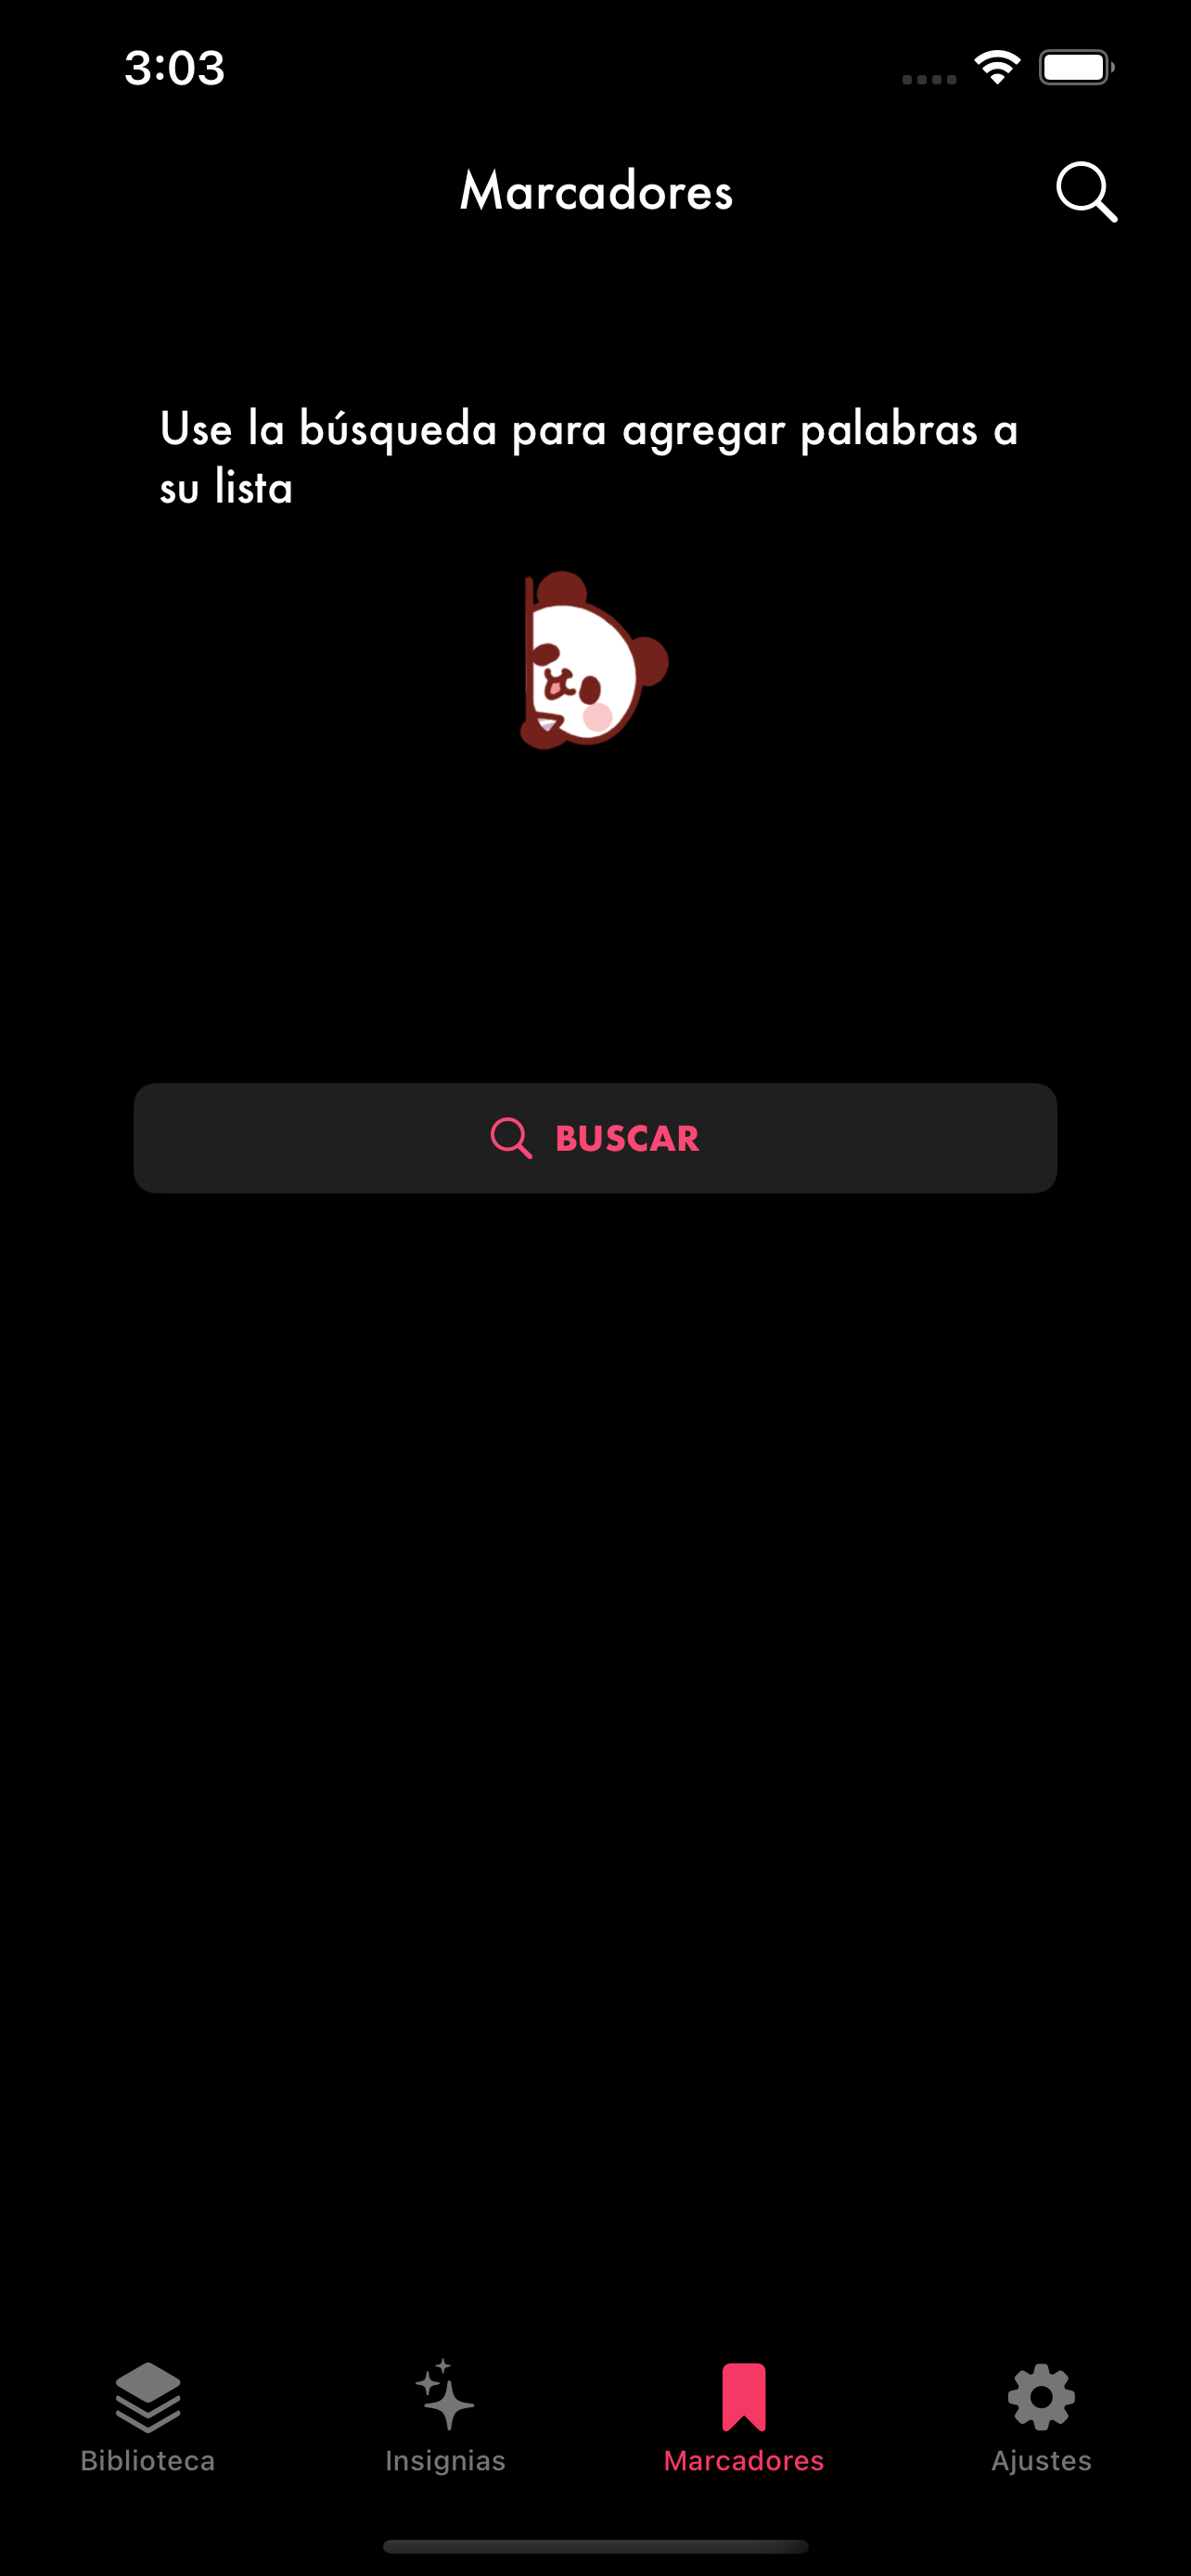 3:03
Marcadores
Use la búsqueda para agregar palabras a
su lista
BUSCAR
Biblioteca
Insignias
Marcadores
Ajustes